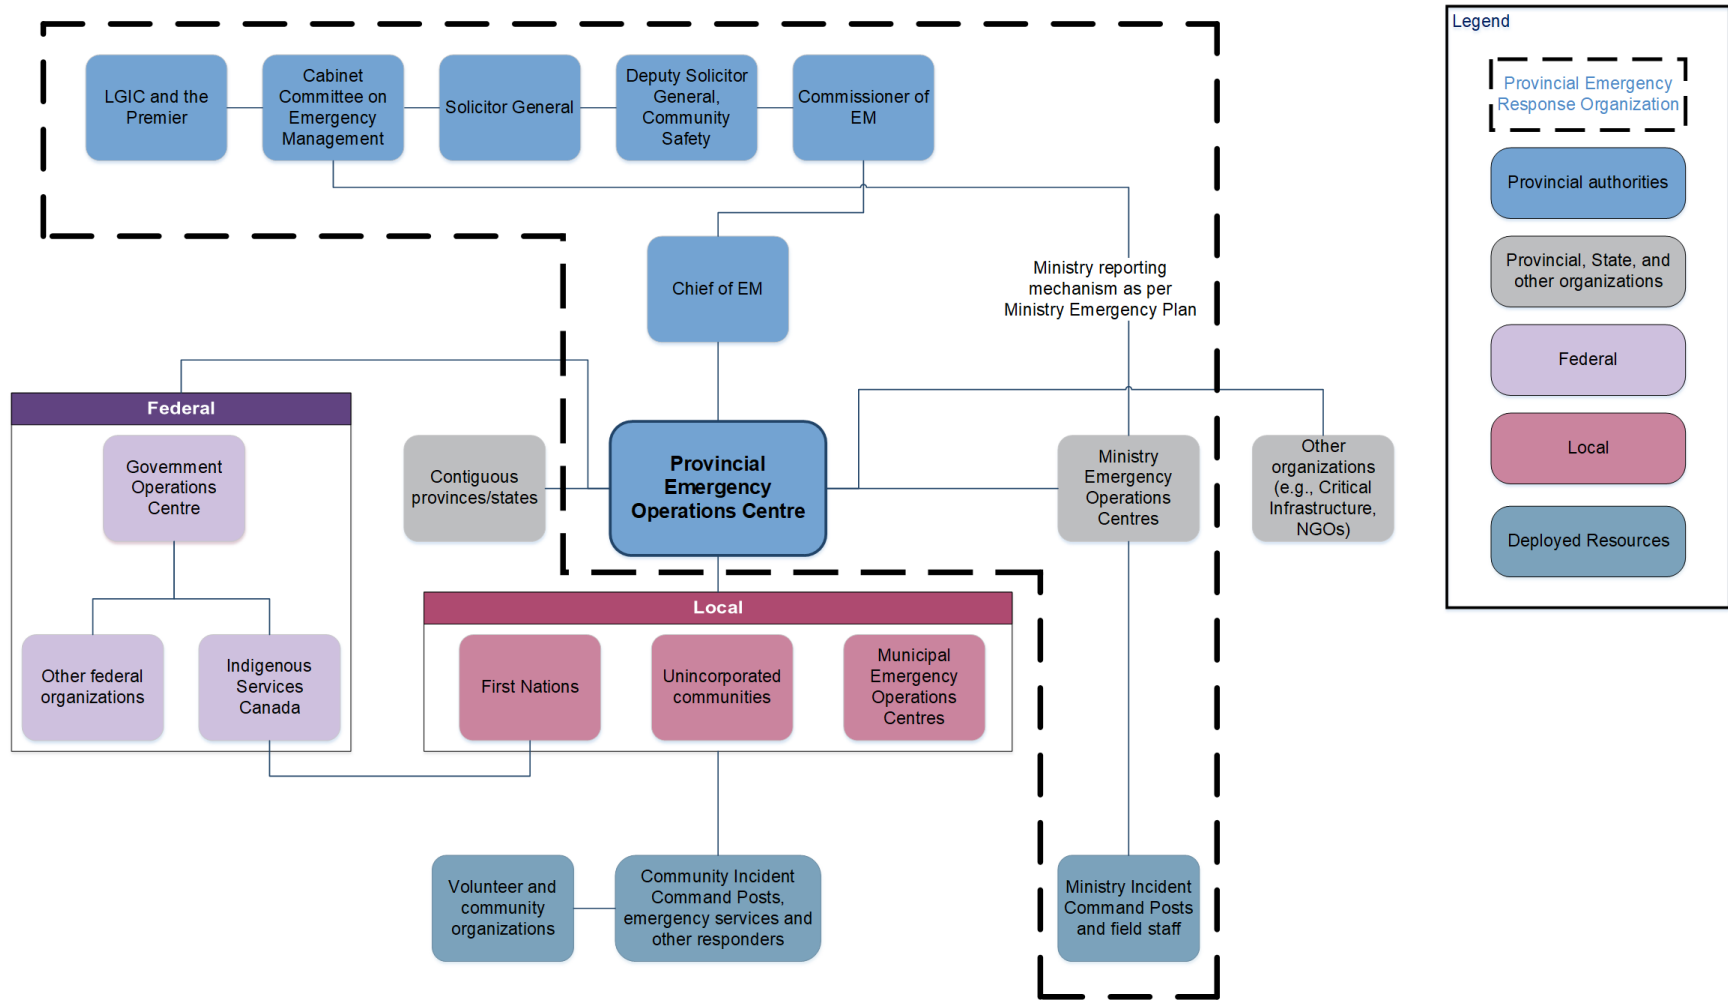 LGIC and the
Premier
Cabinet
Committee on
Emergency
Management
Solicitor General
Deputy Solicitor
General,
Community
Safety
Commissioner of
EM
Chief of EM
Ministry reporting
mechanism as per
Ministry Emergency Plan
Federal
Government
Operations
Centre
Other federal
organizations
Indigenous
Services
Canada
Contiguous
provinces/states
Provincial
Emergency
Operations Centre
Ministry
Emergency
Operations
Centres
Other
organizations
(e.g., Critical
Infrastructure,
NGOs)
Local
First Nations
Unincorporated
communities
Municipal
Emergency
Operations
Centres
Volunteer and
community
organizations
Community Incident
Command Posts,
emergency services and
other responders
Ministry Incident
Command Posts
and field staff
Legend
Provincial Emergency
Response Organization
Provincial authorities
Provincial, State, and
other organizations
Federal
Local
Deployed Resources